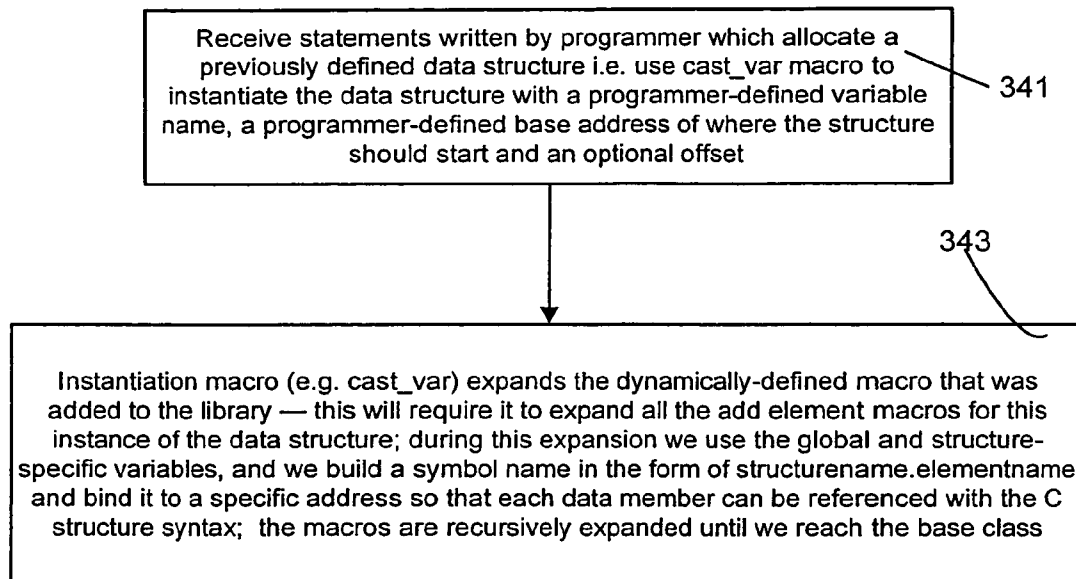 Receive statements written by programmer which allocate a
previously defined data structure i.e. use cast_var macro to
instantiate the data structure with a programmer-defined variable
name, a programmer-defined base address of where the structure
should start and an optional offset
341
343
Instantiation macro (e.g. cast_var) expands the dynamically-defined macro that was
added to the library — this will require it to expand all the add element macros for this
instance of the data structure; during this expansion we use the global and structure-
specific variables, and we build a symbol name in the form of structurename.elementname
and bind it to a specific address so that each data member can be referenced with the C
structure syntax; the macros are recursively expanded until we reach the base class